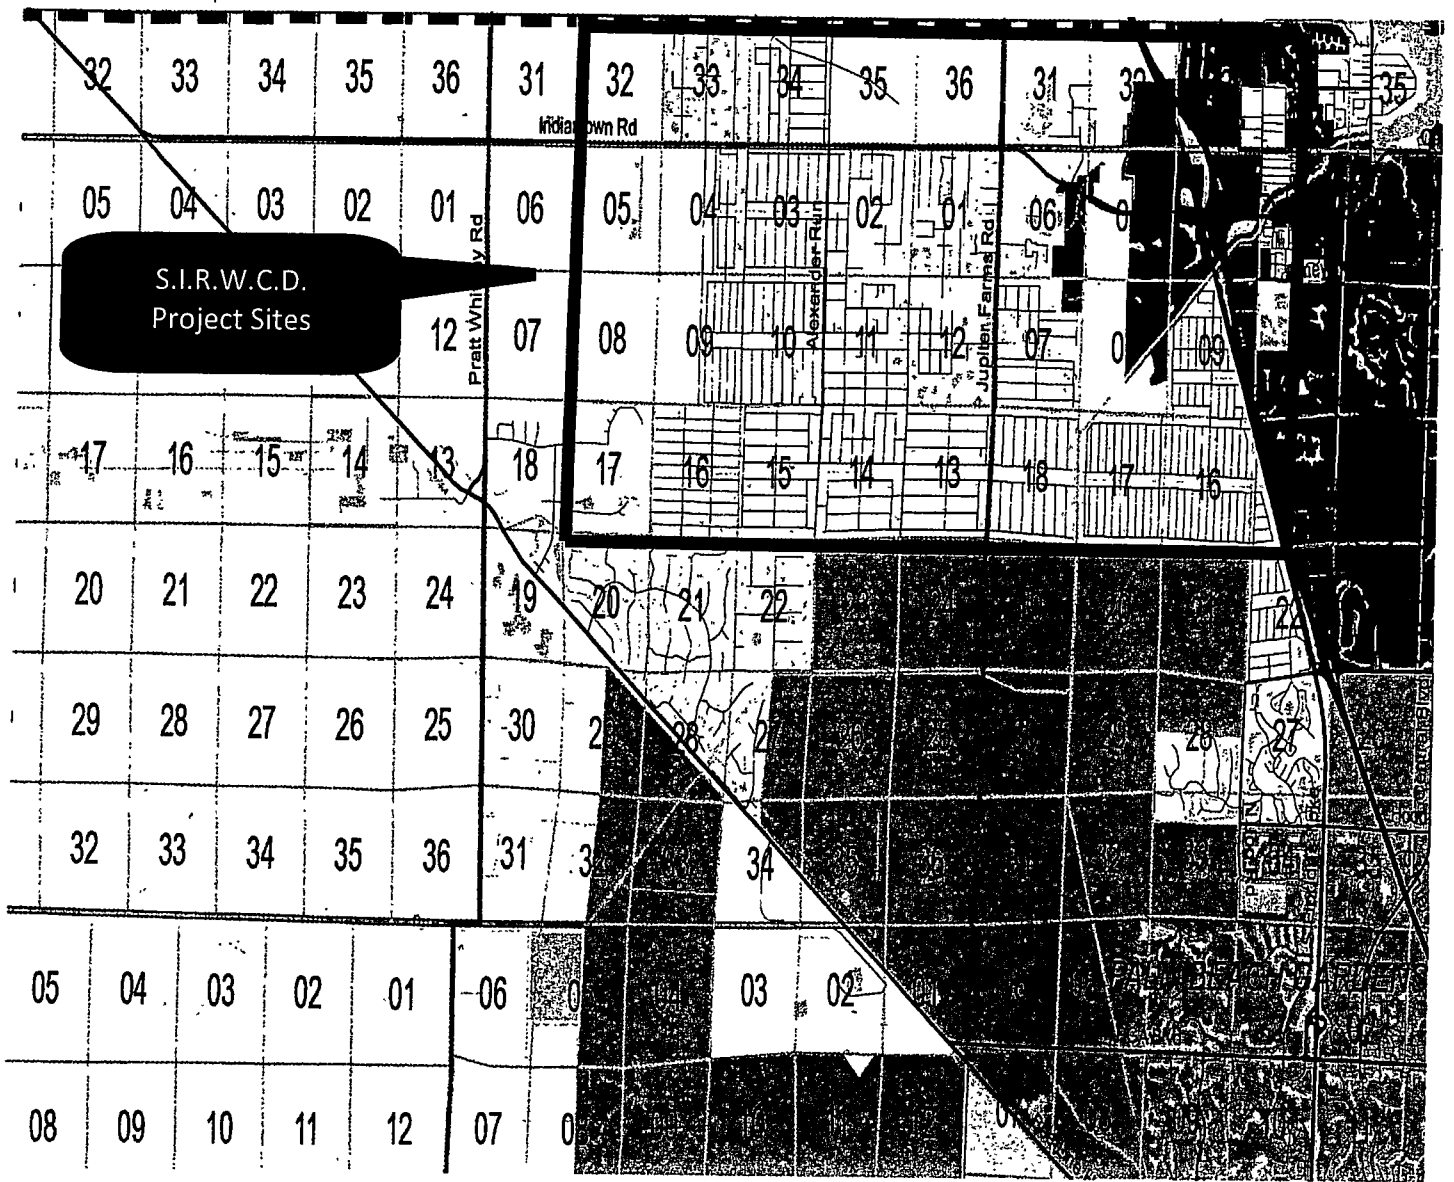 32 33 34 35 36 31 32 33 34 35 36 31 35
Indiantown Rd
05 04 03 02 01 06 05 04 03 02 01 06
Pratt Whitney Rd
Alexander Run
Jupiter Farms Rd
S.I.R.W.C.D.
Project Sites
12 07 08 09 10 11 12 07 09
17 16 15 14 13 18 17 16 15 14 13 18 17 16
20 21 22 23 24 19 20 21 22 22
29 28 27 26 25 30 28 27
32 33 34 35 36 31 34
05 04 03 02 01 06 03 02
08 09 10 11 12 07